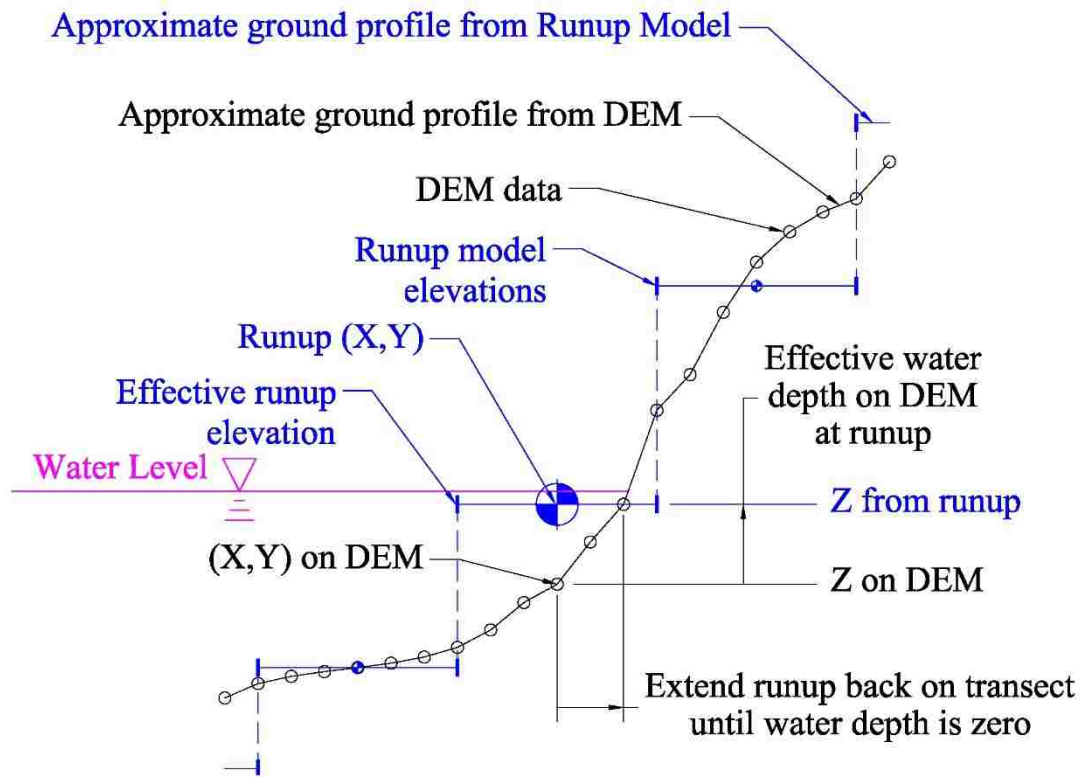 Approximate ground profile from Runup Model
Approximate ground profile from DEM
DEM data
Runup model
elevations
Runup (X,Y)
Effective runup
elevation
Water Level
Effective water
depth on DEM
at runup
Z from runup
(X,Y) on DEM
Z on DEM
Extend runup back on transect
until water depth is zero